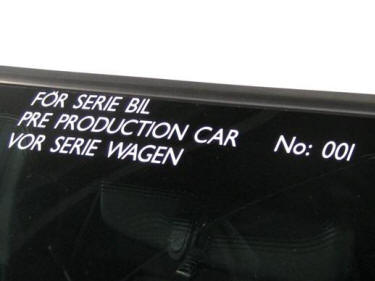 FÖR SERIE BIL
PRE PRODUCTION CAR No: 001
VOR SERIE WAGEN